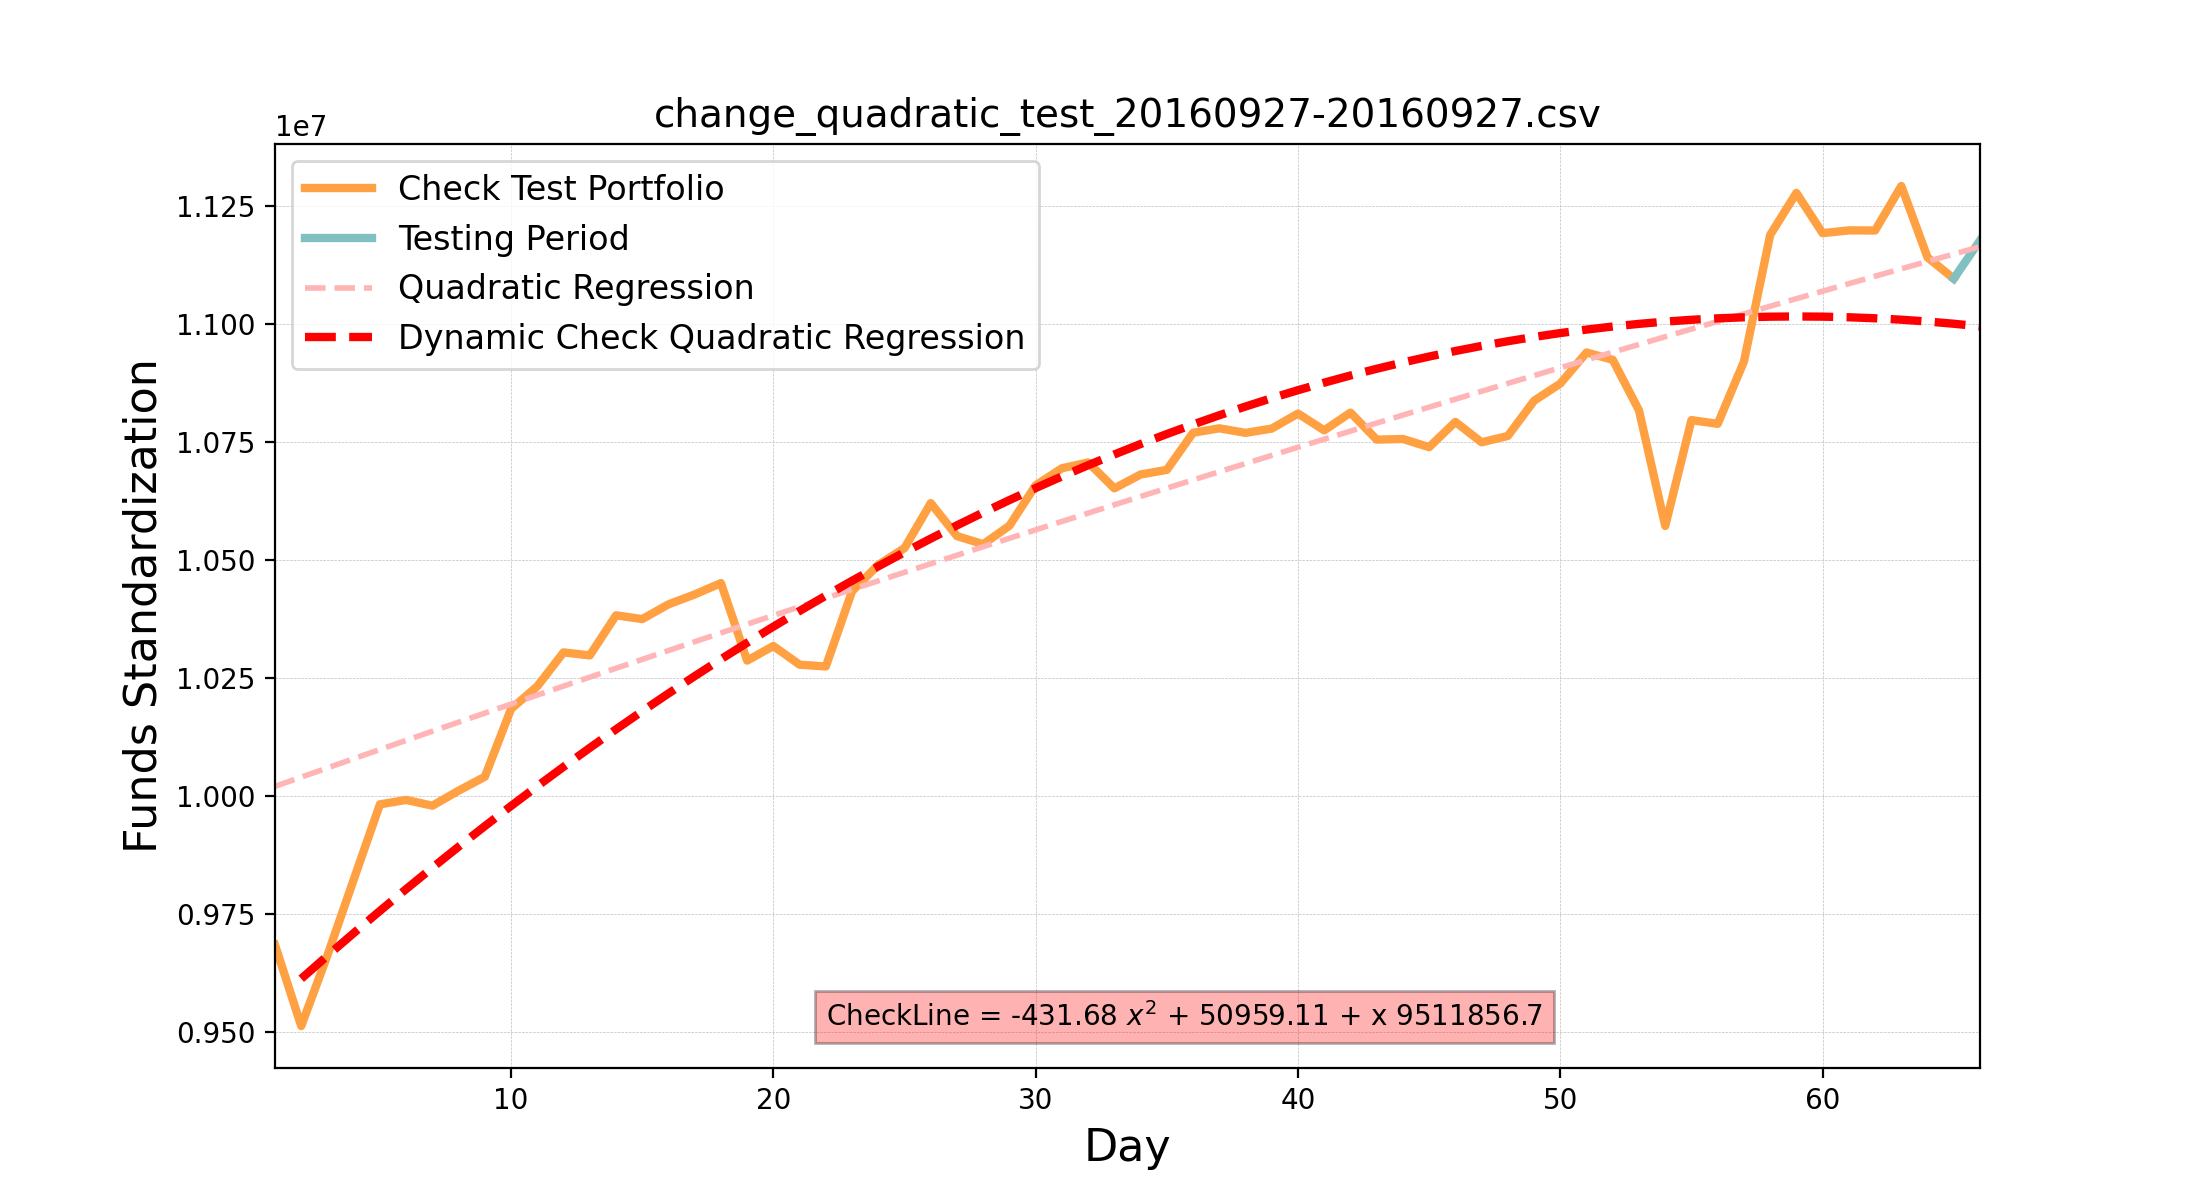 change_quadratic_test_20160927-20160927.csv
1e7
Check Test Portfolio
Testing Period
Quadratic Regression
Dynamic Check Quadratic Regression
1.125
1.100
1.075
1.050
1.025
1.000
0.975
0.950
Funds Standardization
CheckLine = -431.68 x² + 50959.11 + x 9511856.7
10 20 30 40 50 60
Day